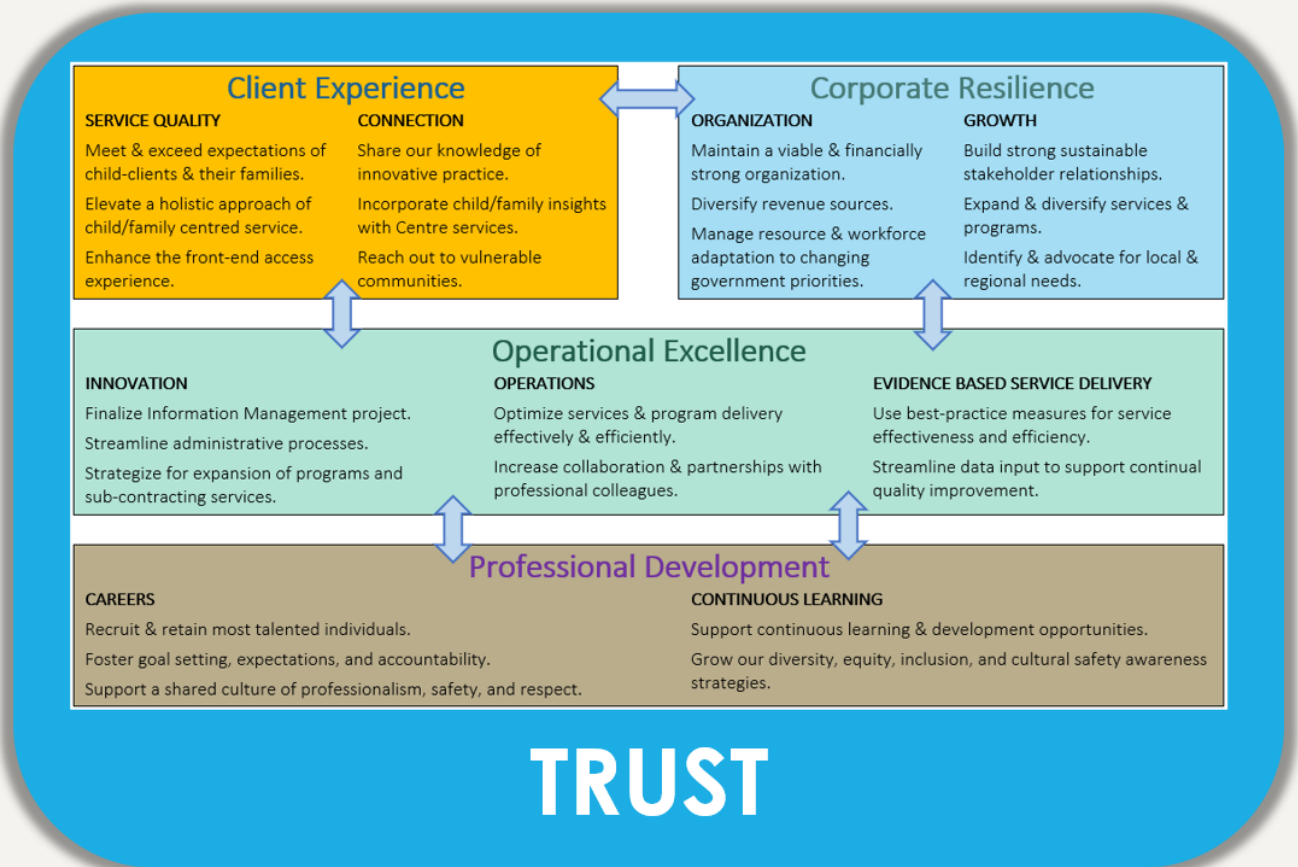 Client Experience
SERVICE QUALITY
Meet & exceed expectations of
child-clients & their families.
Elevate a holistic approach of
child/family centred service.
Enhance the front-end access
experience.
CONNECTION
Share our knowledge of
innovative practice.
Incorporate child/family insights
with Centre services.
Reach out to vulnerable
communities.
Corporate Resilience
ORGANIZATION
Maintain a viable & financially
strong organization.
Diversify revenue sources.
Manage resource & workforce
adaptation to changing
government priorities.
GROWTH
Build strong sustainable
stakeholder relationships.
Expand & diversify services &
programs.
Identify & advocate for local &
regional needs.
Operational Excellence
INNOVATION
Finalize Information Management project.
Streamline administrative processes.
Strategize for expansion of programs and
sub-contracting services.
OPERATIONS
Optimize services & program delivery
effectively & efficiently.
Increase collaboration & partnerships with
professional colleagues.
EVIDENCE BASED SERVICE DELIVERY
Use best-practice measures for service
effectiveness and efficiency.
Streamline data input to support continual
quality improvement.
Professional Development
CAREERS
Recruit & retain most talented individuals.
Foster goal setting, expectations, and accountability.
Support a shared culture of professionalism, safety, and respect.
CONTINUOUS LEARNING
Support continuous learning & development opportunities.
Grow our diversity, equity, inclusion, and cultural safety awareness
strategies.
TRUST